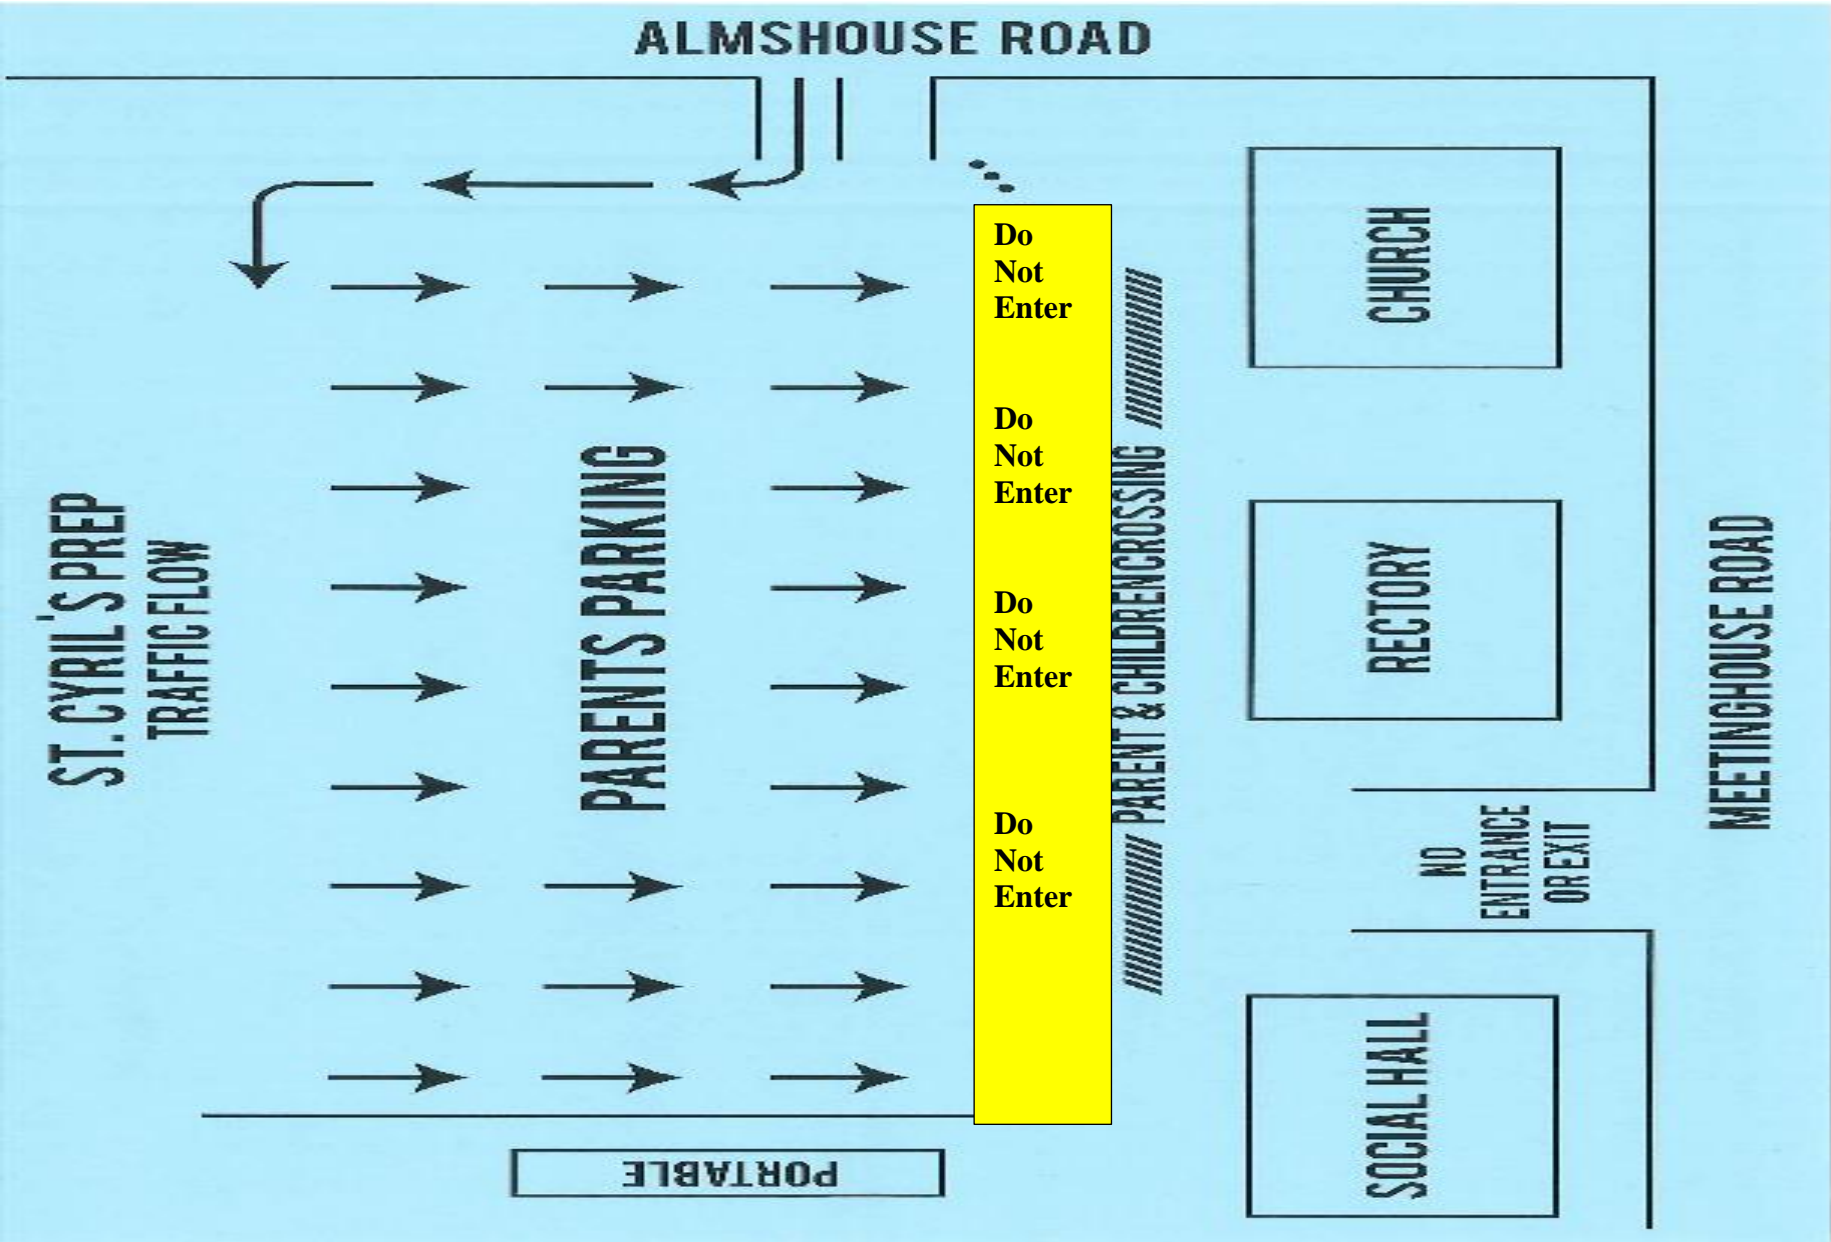 ALMSHOUSE ROAD
ST. CYRIL'S PREP
TRAFFIC FLOW
PARENTS PARKING
Do
Not
Enter
Do
Not
Enter
Do
Not
Enter
Do
Not
Enter
PARENT & CHILDRENCROSSING
CHURCH
RECTORY
NO
ENTRANCE
OR EXIT
SOCIAL HALL
MEETINGHOUSE ROAD
PORTABLE